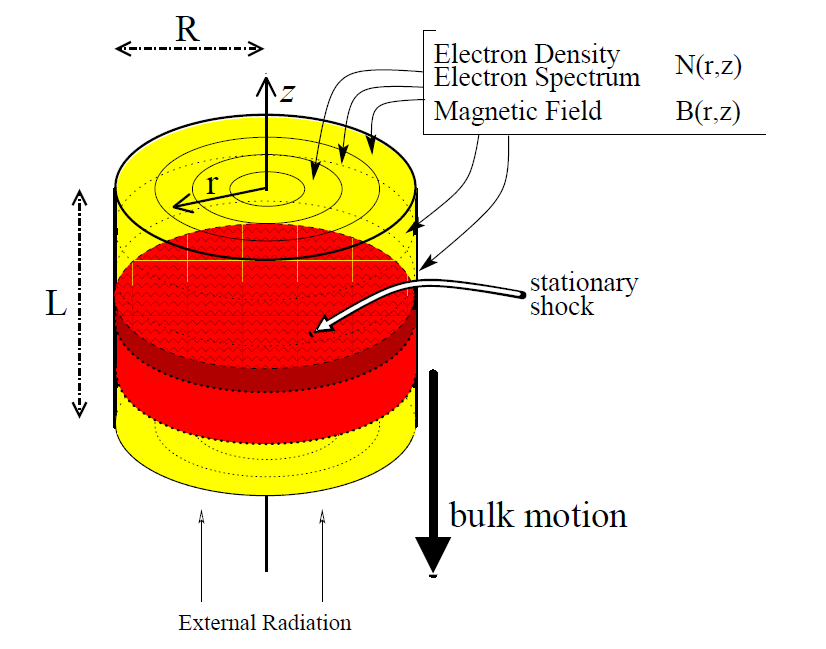 R
z
Electron Density
Electron Spectrum
N(r,z)
Magnetic Field
B(r,z)
r
L
stationary
shock
bulk motion
External Radiation